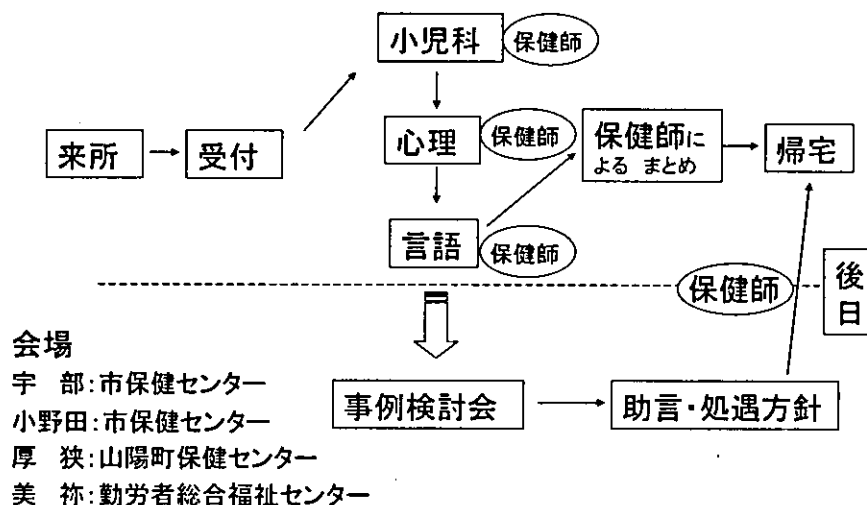 小児科
保健師
来所
受付
心理
保健師
保健師に
よる まとめ
帰宅
言語
保健師
保健師
後日
会場
宇 部:市保健センター
小野田:市保健センター
厚 狭:山陽町保健センター
美 祢:勤労者総合福祉センター
事例検討会
助言・処遇方針